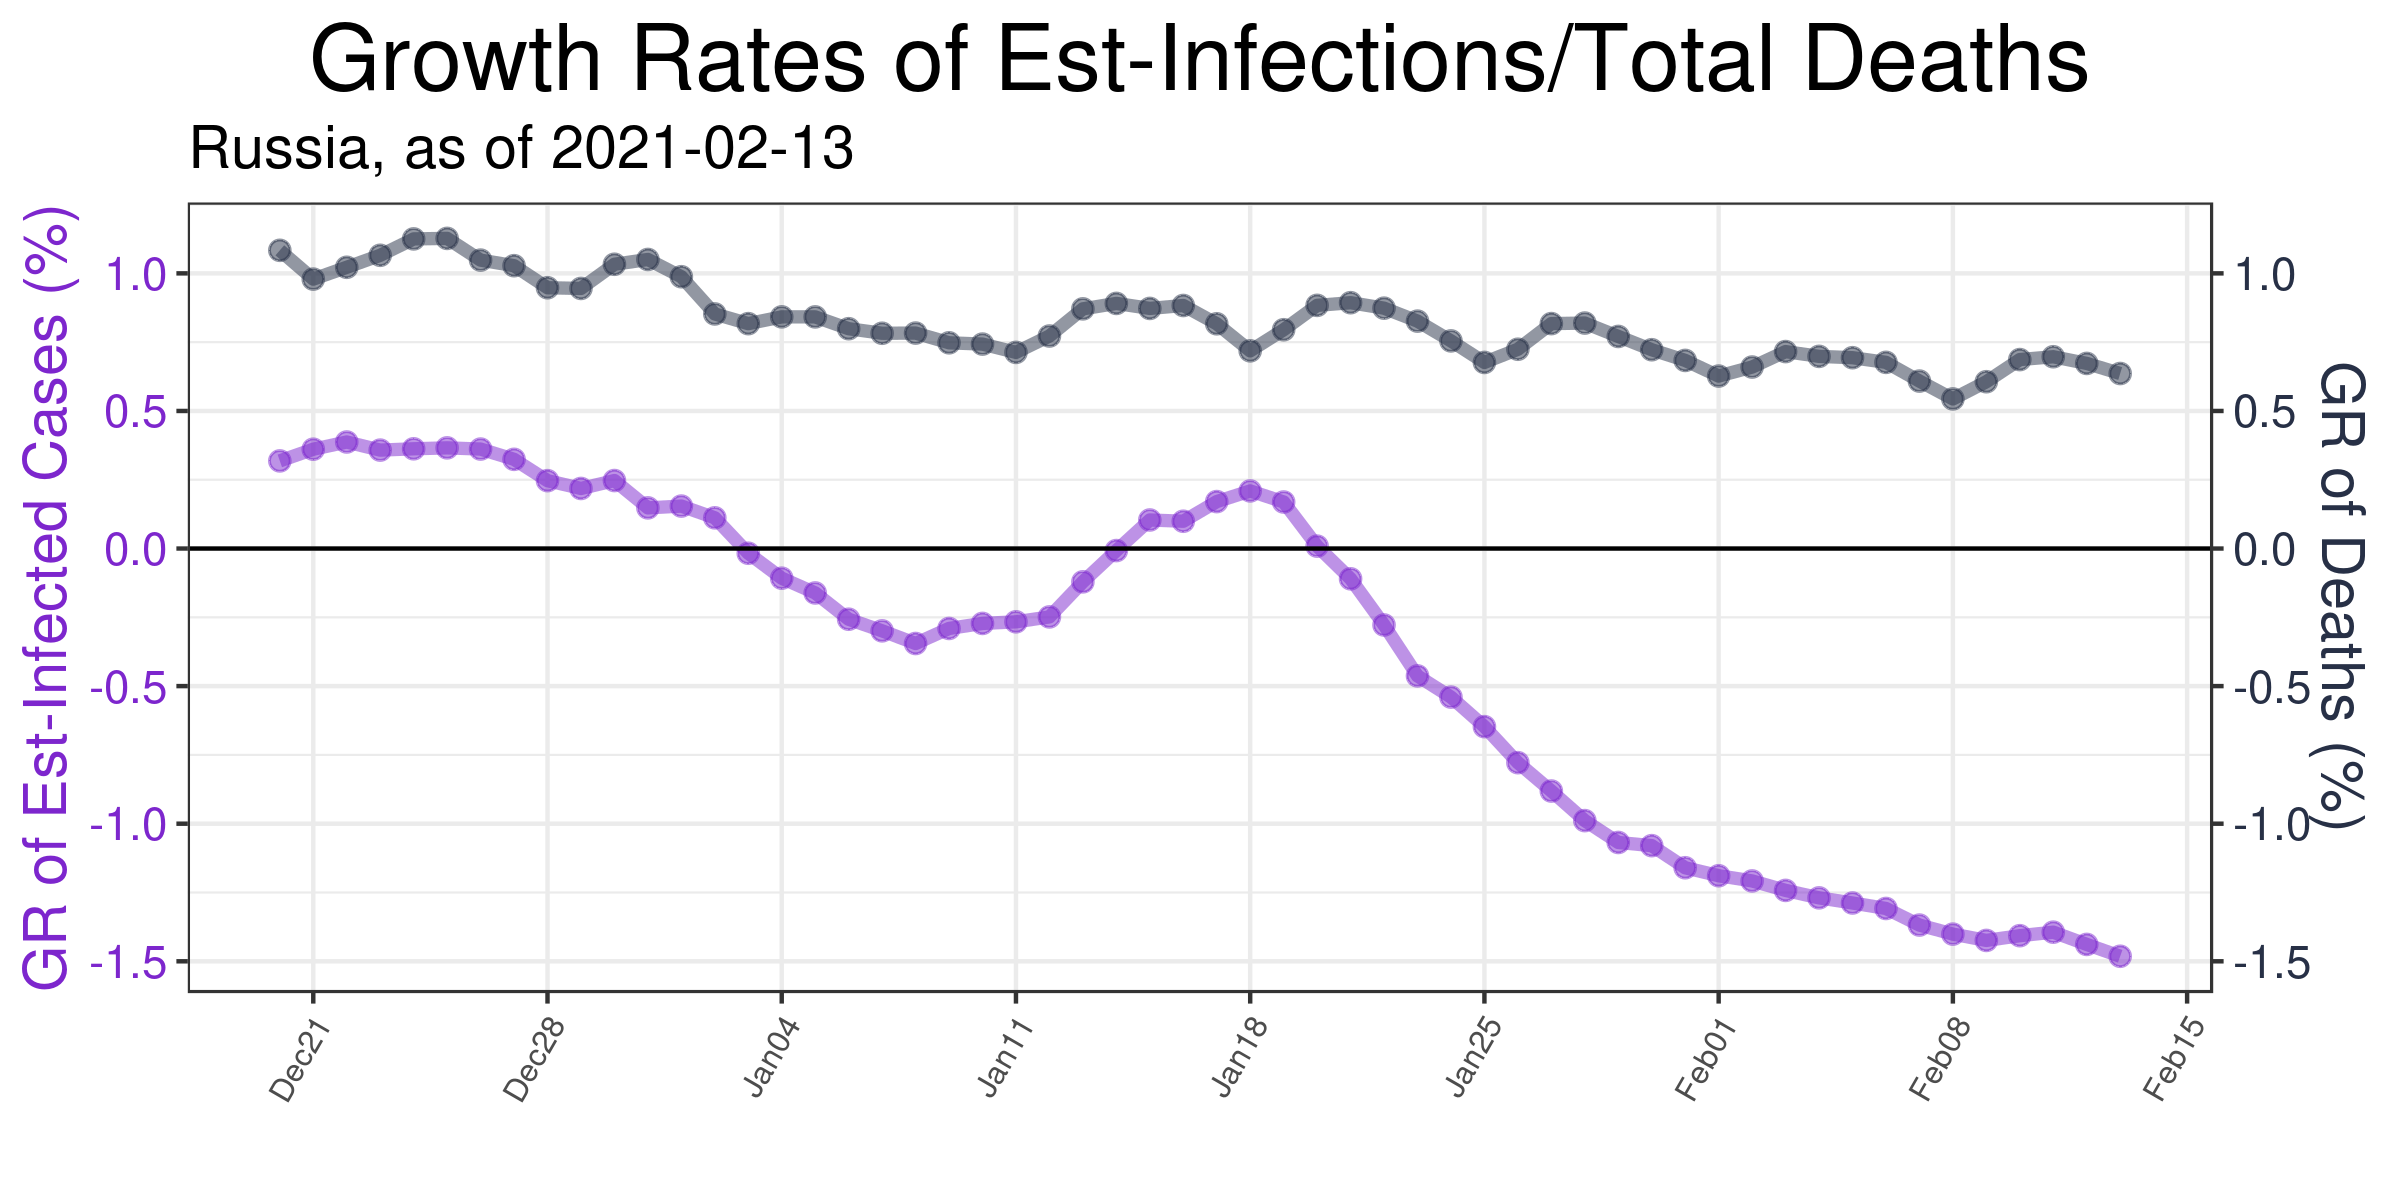 Growth Rates of Est-Infections/Total Deaths
Russia, as of 2021-02-13
GR of Est-Infected Cases (%)
1.0
0.5
0.0
-0.5
-1.0
-1.5
1.0
0.5
0.0
-0.5
-1.0
-1.5
GR of Deaths (%)
Dec21
Dec28
Jan04
Jan11
Jan18
Jan25
Feb01
Feb08
Feb15